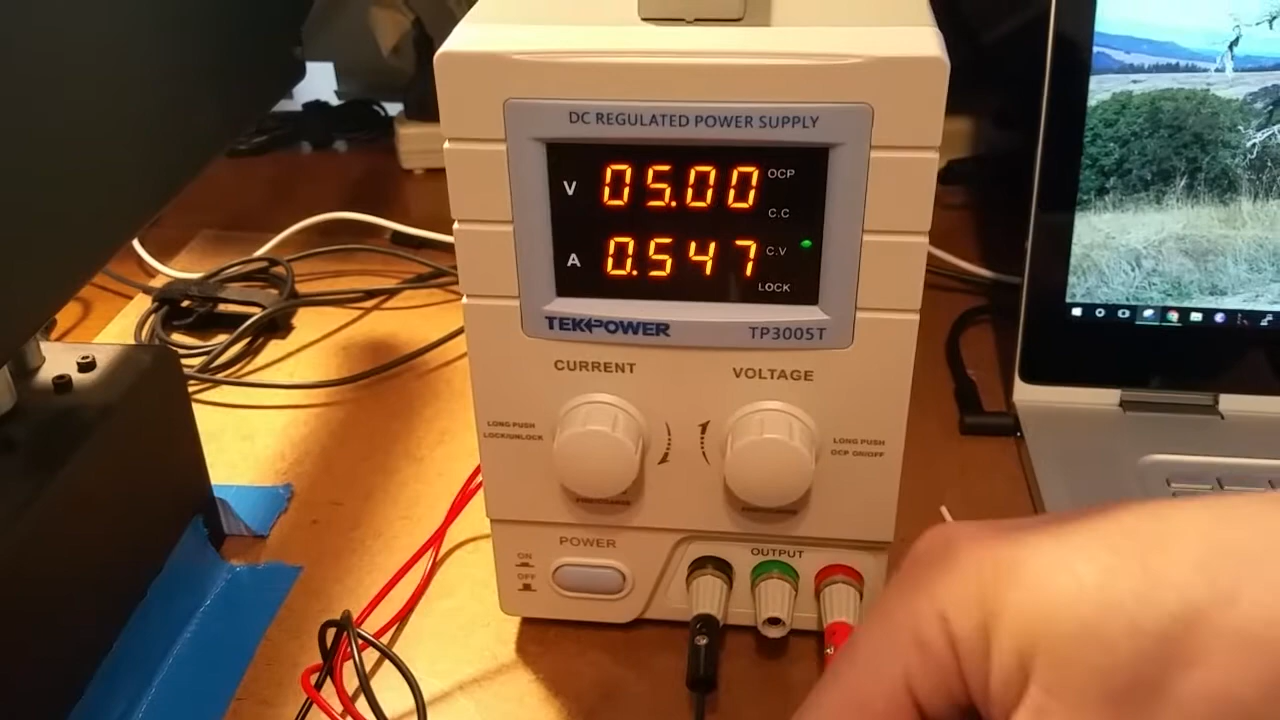 DC REGULATED POWER SUPPLY
V 05.00 OCP
C.C
A 0.547 C.V
LOCK
TEKPOWER TP3005T
CURRENT VOLTAGE
LONG PUSH
LOCK/UNLOCK
LONG PUSH
OCP ON/OFF
POWER
ON
OFF
OUTPUT